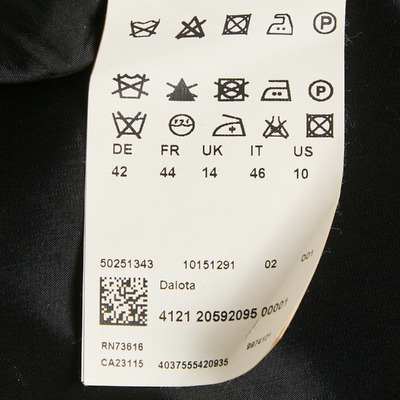 P
P
DE FR UK IT US
42 44 14 46 10
50251343 10151291 02 001
Dalota
4121 20592095 00001
RN73616
CA23115 4037555420935